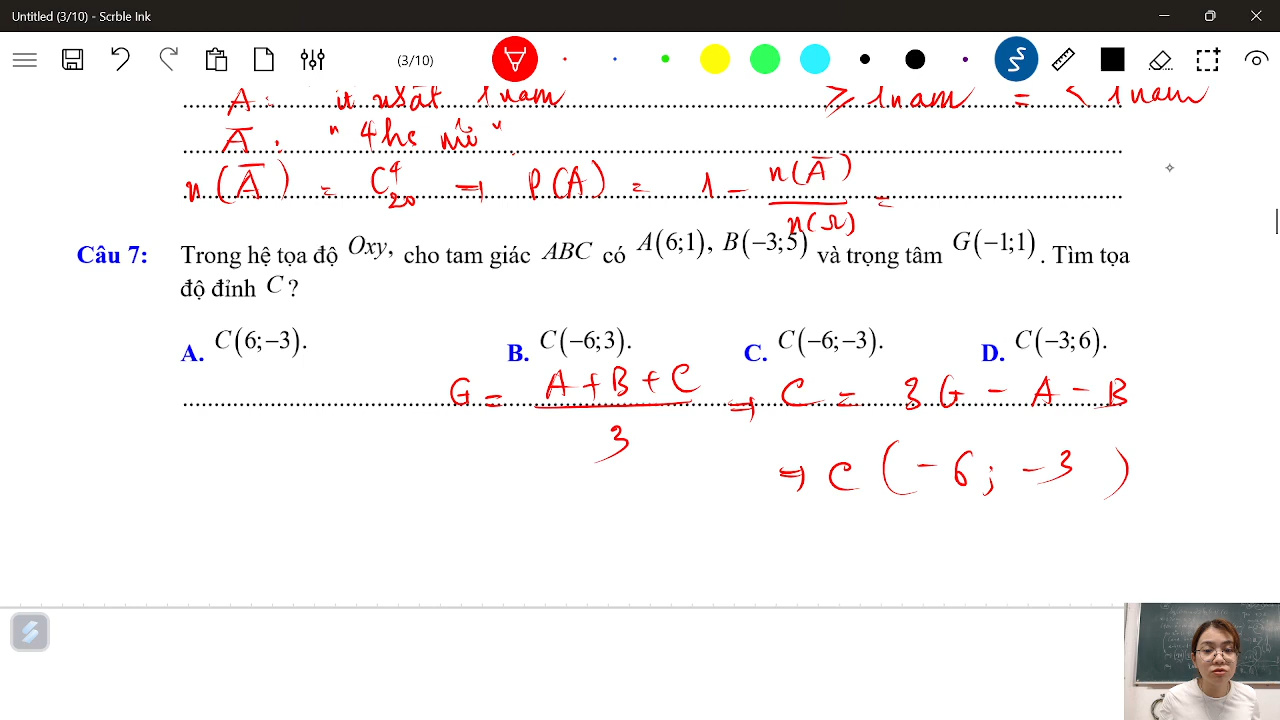 Untitled (3/10) - Scrble Ink
(3/10)
A: ít nhất 1 nam ≥ 1 nam = < 1 nam
Ā : " 4 hs nữ "
n(Ā) = C⁴₂₀ ⇒ P(A) = 1 - n(Ā)/n(Ω) =
Câu 7: Trong hệ tọa độ Oxy, cho tam giác ABC có A(6;1), B(−3;5) và trọng tâm G(−1;1). Tìm tọa
độ đỉnh C?
A. C(6;−3). B. C(−6;3). C. C(−6;−3). D. C(−3;6).
G = (A + B + C)/3 ⇒ C = 3G - A - B
⇒ C (-6; -3)